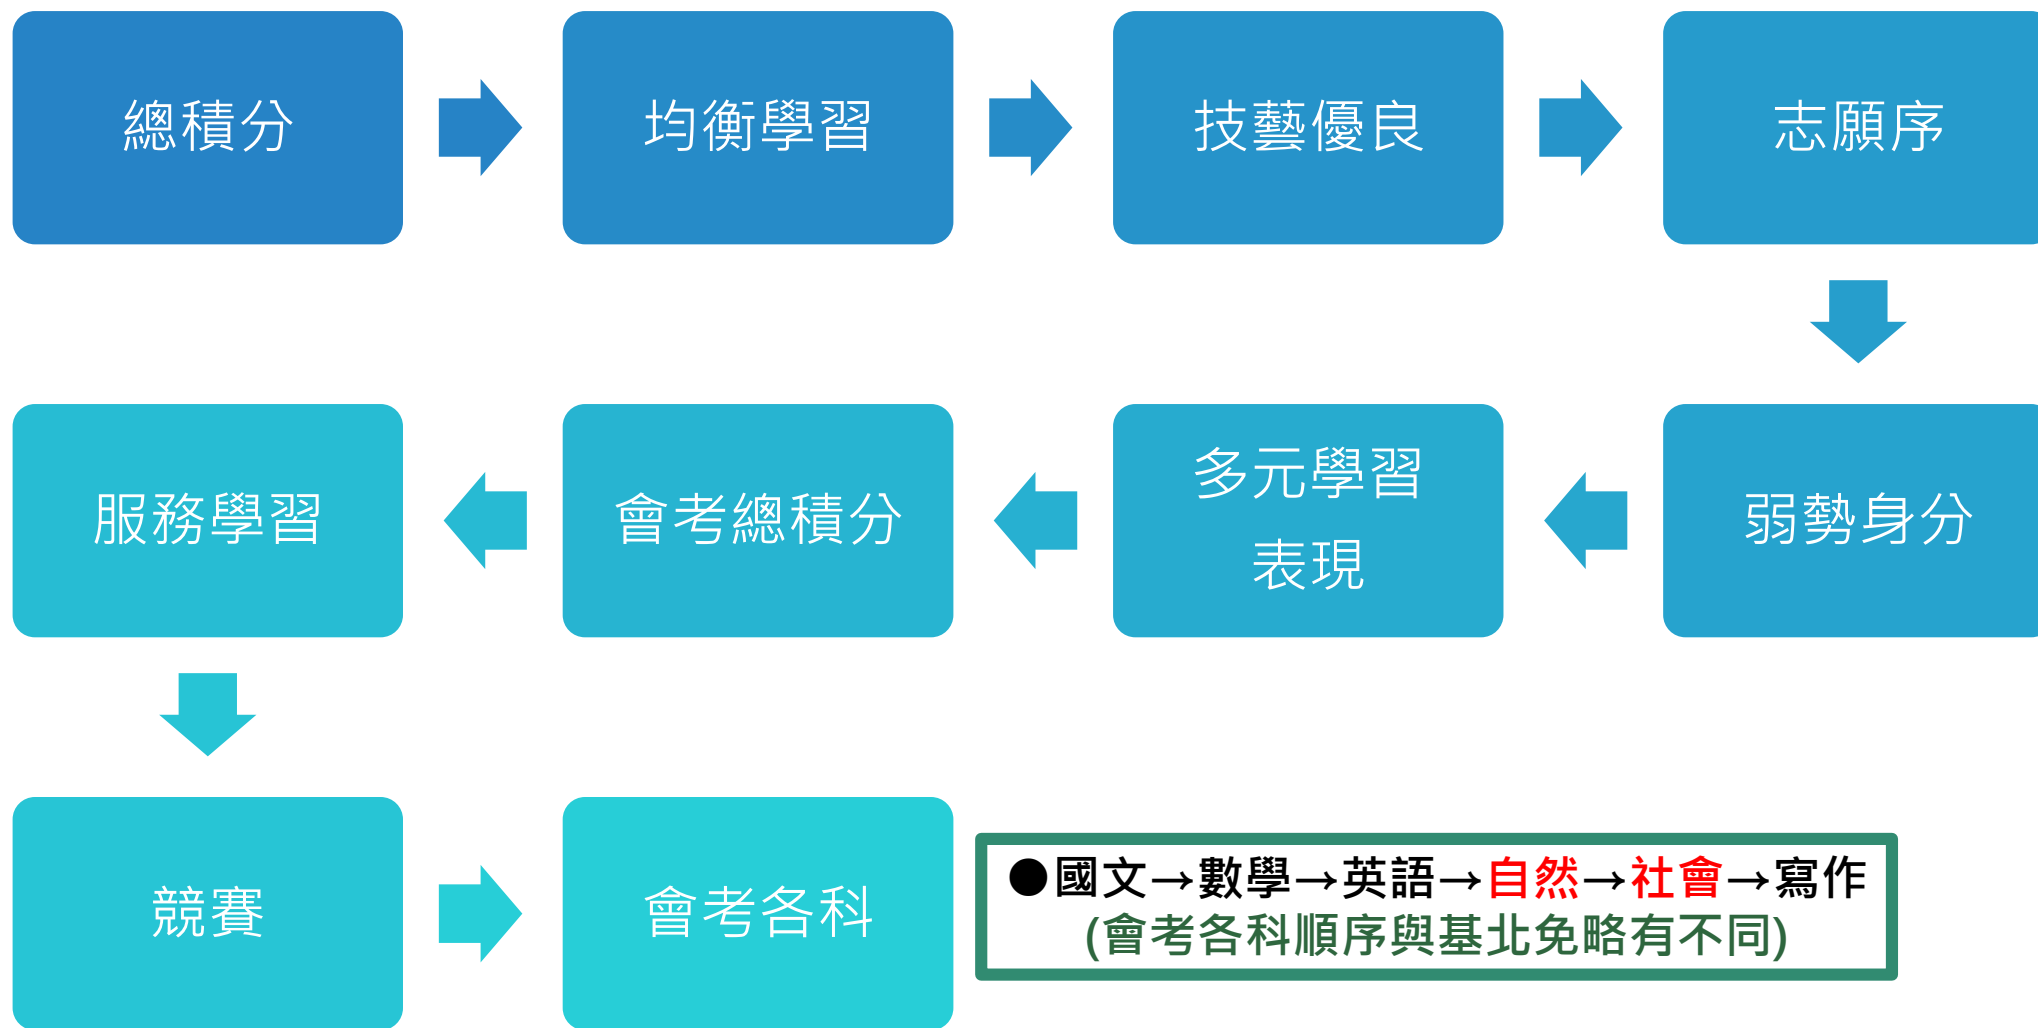 總積分
均衡學習
技藝優良
志願序
弱勢身分
多元學習
表現
會考總積分
服務學習
競賽
會考各科
●國文→數學→英語→自然→社會→寫作
(會考各科順序與基北免略有不同)